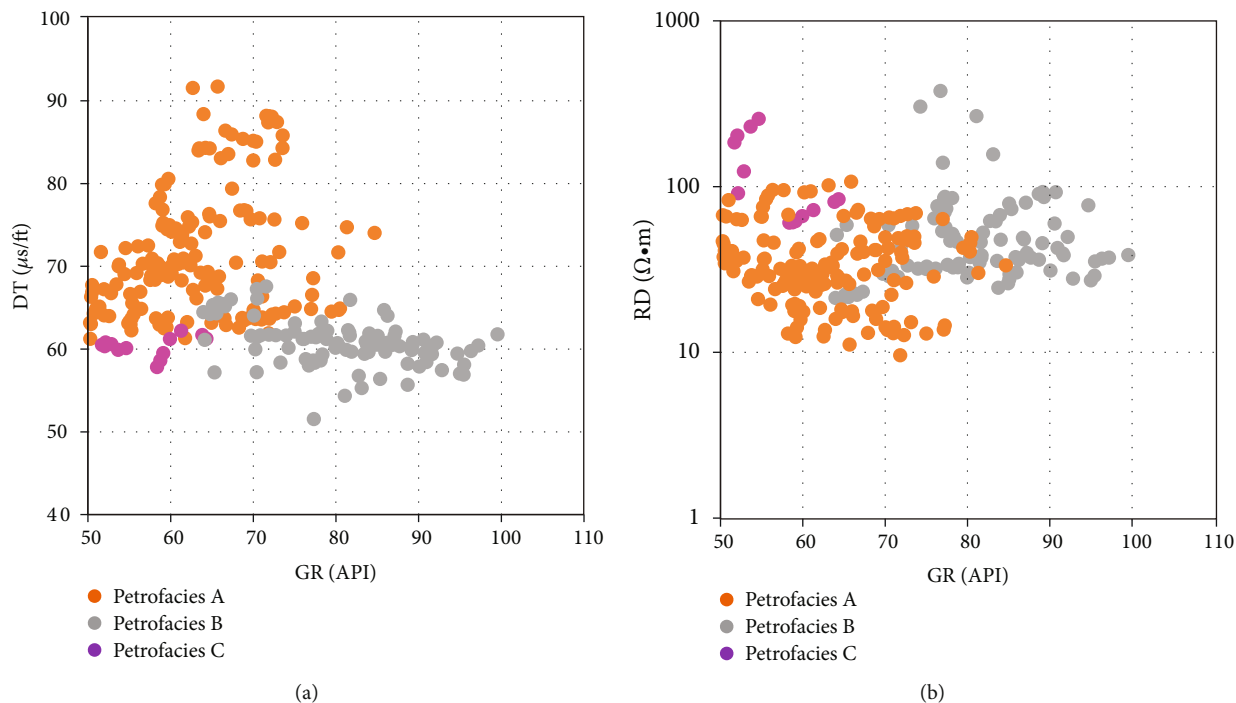 100
90
80
70
60
50
40
DT (μs/ft)
50 60 70 80 90 100 110
GR (API)
Petrofacies A
Petrofacies B
Petrofacies C
(a)
1000
100
10
1
RD (Ω•m)
50 60 70 80 90 100 110
GR (API)
Petrofacies A
Petrofacies B
Petrofacies C
(b)